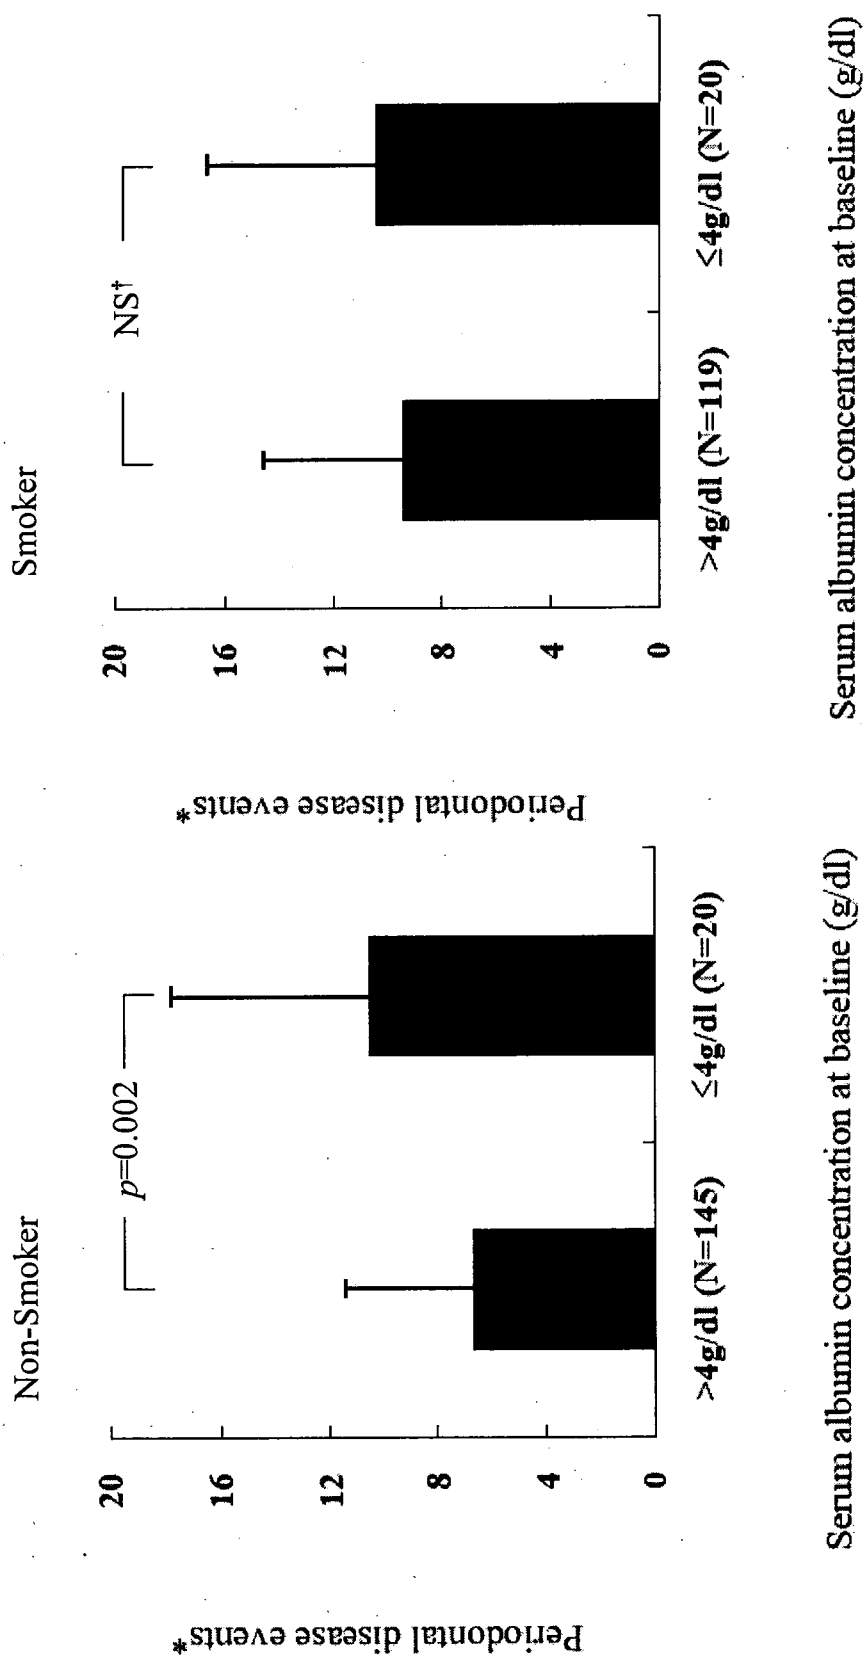 Non-Smoker
Periodontal disease events*
20
16
12
8
4
0
p=0.002
>4g/dl (N=145)
≤4g/dl (N=20)
Serum albumin concentration at baseline (g/dl)
Smoker
Periodontal disease events*
20
16
12
8
4
0
NS†
>4g/dl (N=119)
≤4g/dl (N=20)
Serum albumin concentration at baseline (g/dl)